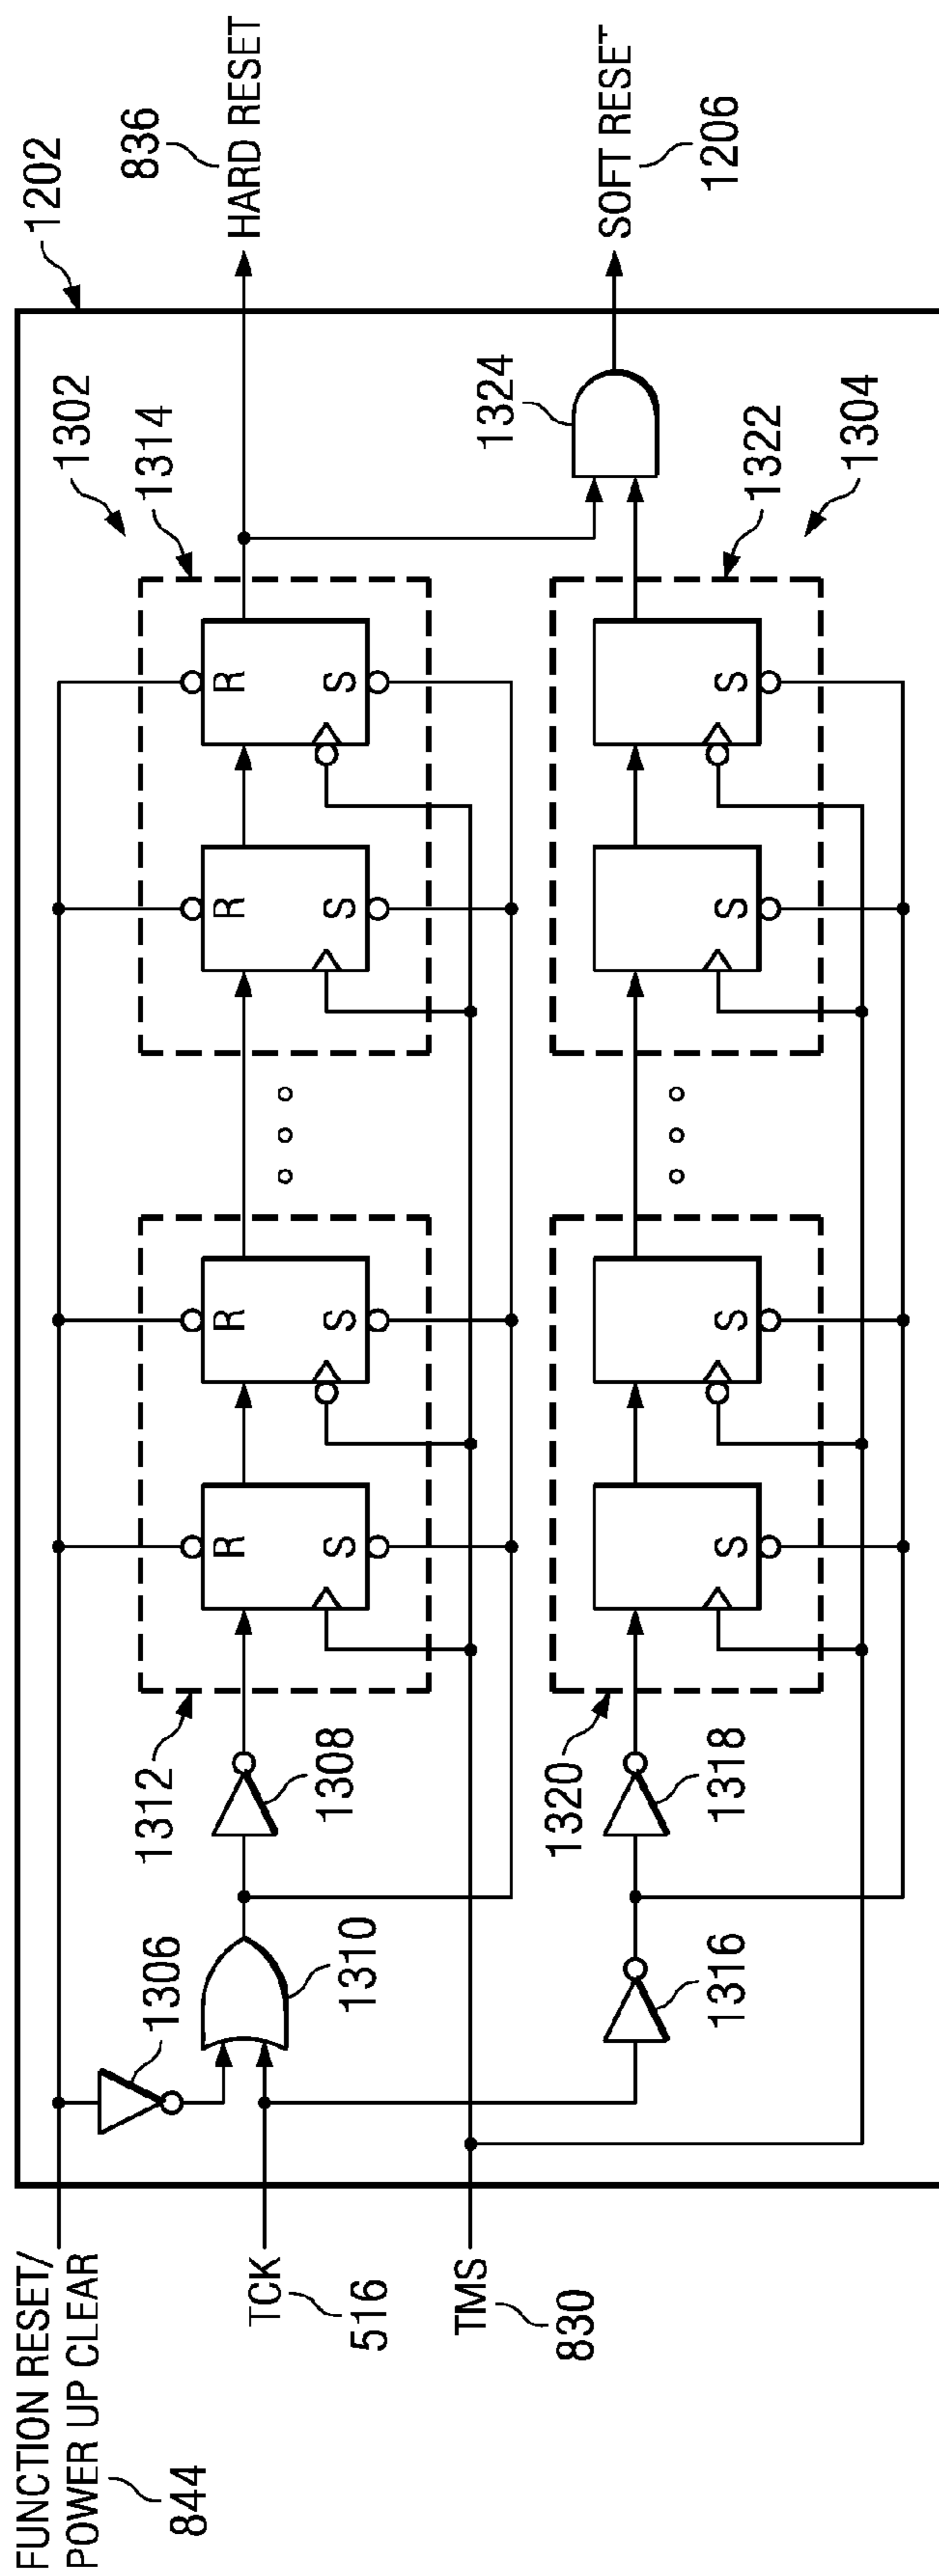 FUNCTION RESET/
POWER UP CLEAR
844
TCK
516
TMS
830
1306
1310
1308
1312
R
S
R
S
R
S
R
S
1302
1314
1316
1318
1320
S
S
S
S
1322
1304
1324
1202
836
HARD RESET
SOFT RESET
1206